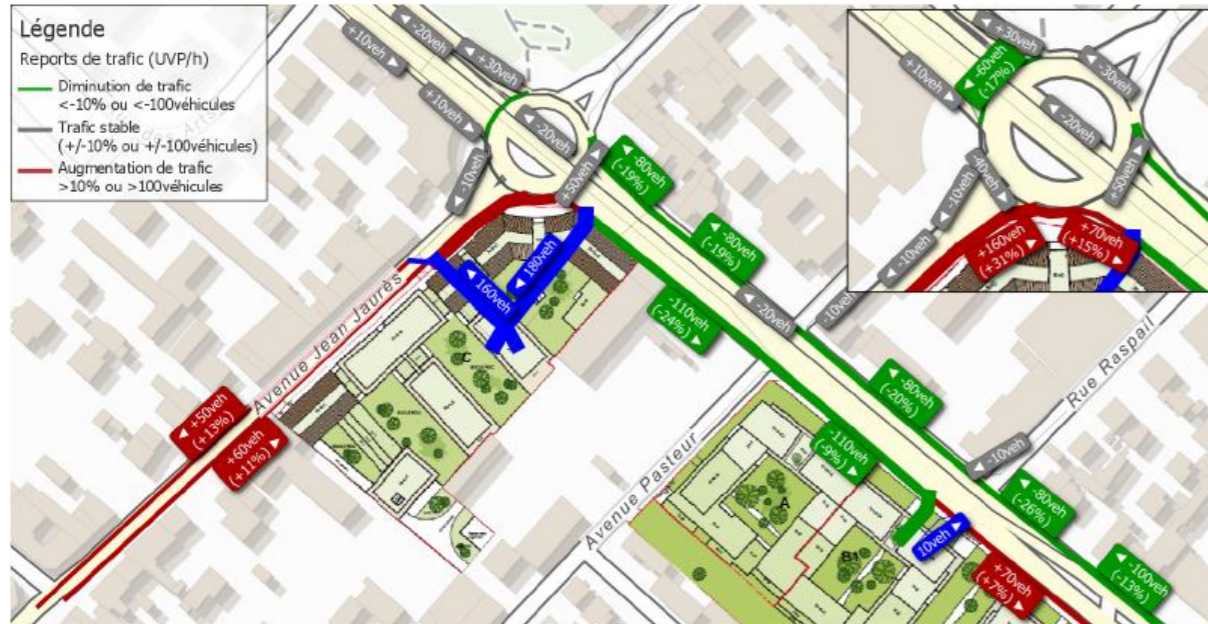 Légende
Reports de trafic (UVP/h)
Diminution de trafic
<-10% ou <-100véhicules
Trafic stable
(+/-10% ou +/-100véhicules)
Augmentation de trafic
>10% ou >100véhicules
+10veh ►
◄ -20veh
◄ +30veh
+10veh ►
◄ -20veh
◄ -10veh
◄ +50veh
◄ -80veh
(-19%)
◄ -80veh
(-19%)
◄ 160veh
◄ 180veh
-110veh
(-24%) ►
◄ -20veh
-10veh
◄ -80veh
(-20%)
Avenue Jean Jaurès
◄ +50veh
(+13%)
+60veh
(+11%) ►
C
Avenue Pasteur
Rue Raspail
◄ -10veh
-110veh
(-9%) ►
A
B1
10veh ►
◄ -80veh
(-26%)
+70veh
(+7%) ►
◄ -100veh
(-13%)
+30veh
◄ -60veh
(-17%)
+10veh ►
◄ -30veh
◄ -20veh
-40veh ►
◄ -10veh
◄ -10veh
+50veh ►
+160veh
(+31%) ►
+70veh
(+15%) ►